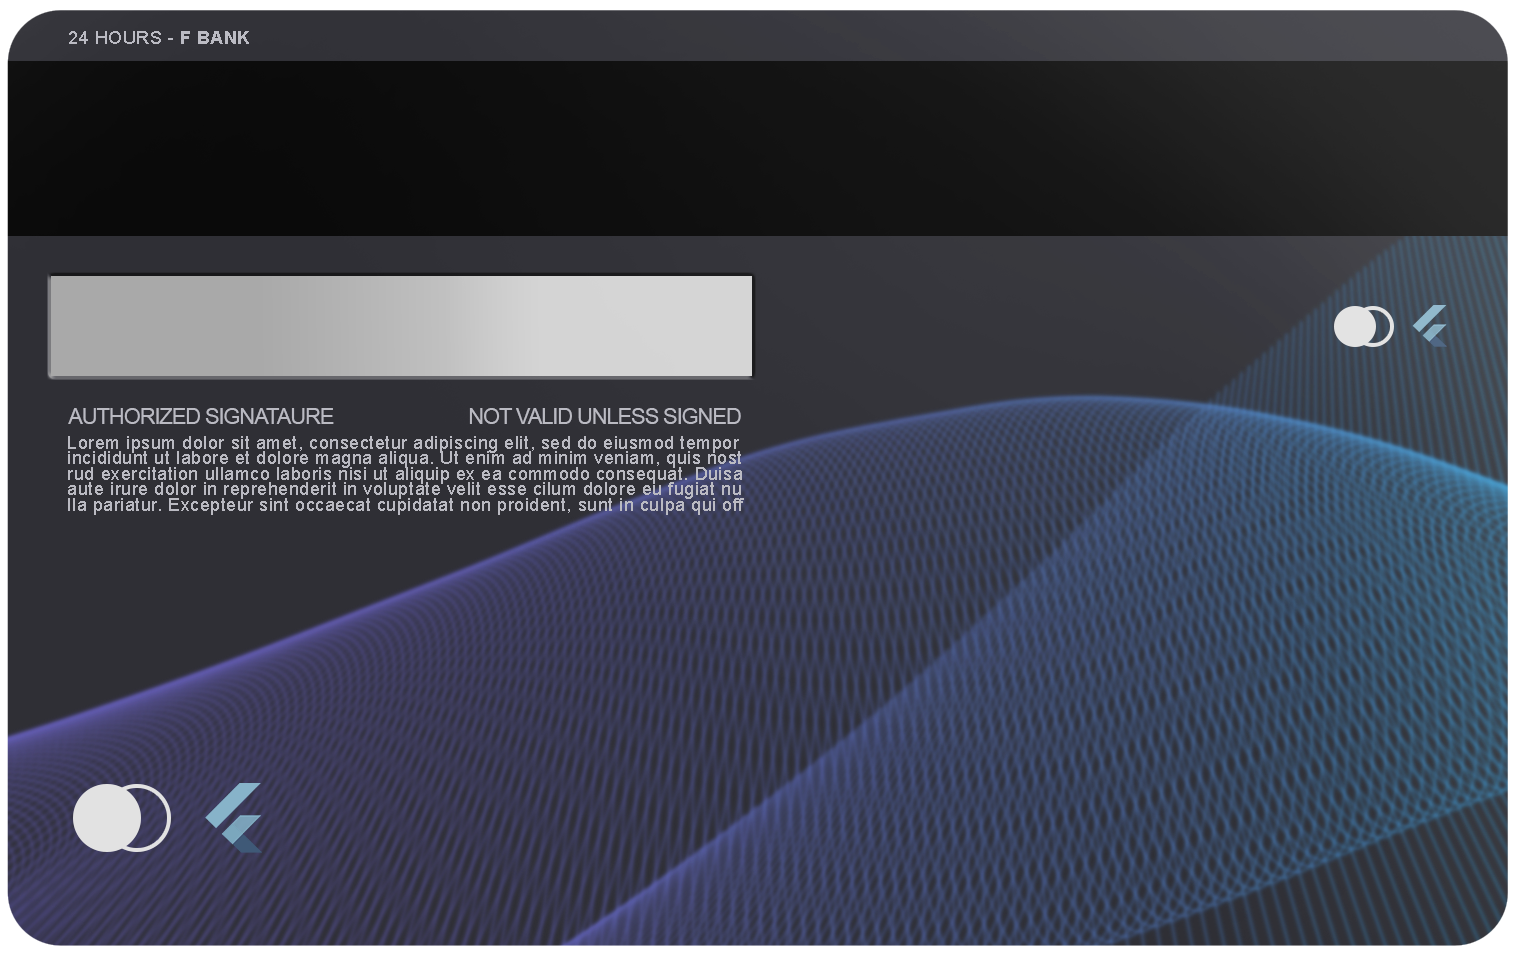 24 HOURS - F BANK
AUTHORIZED SIGNATAURE NOT VALID UNLESS SIGNED
Lorem ipsum dolor sit amet, consectetur adipiscing elit, sed do eiusmod tempor
incididunt ut labore et dolore magna aliqua. Ut enim ad minim veniam, quis nost
rud exercitation ullamco laboris nisi ut aliquip ex ea commodo consequat. Duisa
aute irure dolor in reprehenderit in voluptate velit esse cilum dolore eu fugiat nu
lla pariatur. Excepteur sint occaecat cupidatat non proident, sunt in culpa qui off